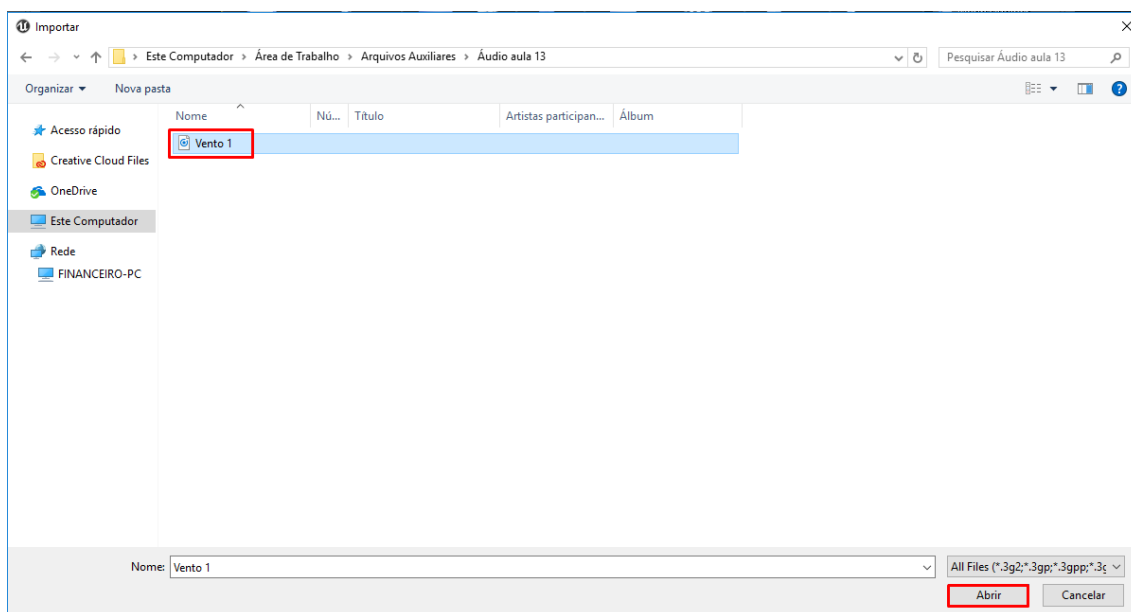 Importar
Este Computador > Área de Trabalho > Arquivos Auxiliares > Áudio aula 13
Pesquisar Áudio aula 13
Organizar Nova pasta
Nome Nú... Título Artistas participan... Álbum
Vento 1
Acesso rápido
Creative Cloud Files
OneDrive
Este Computador
Rede
FINANCEIRO-PC
Nome: Vento 1
All Files (*.3g2;*.3gp;*.3gpp;*.3g
Abrir Cancelar